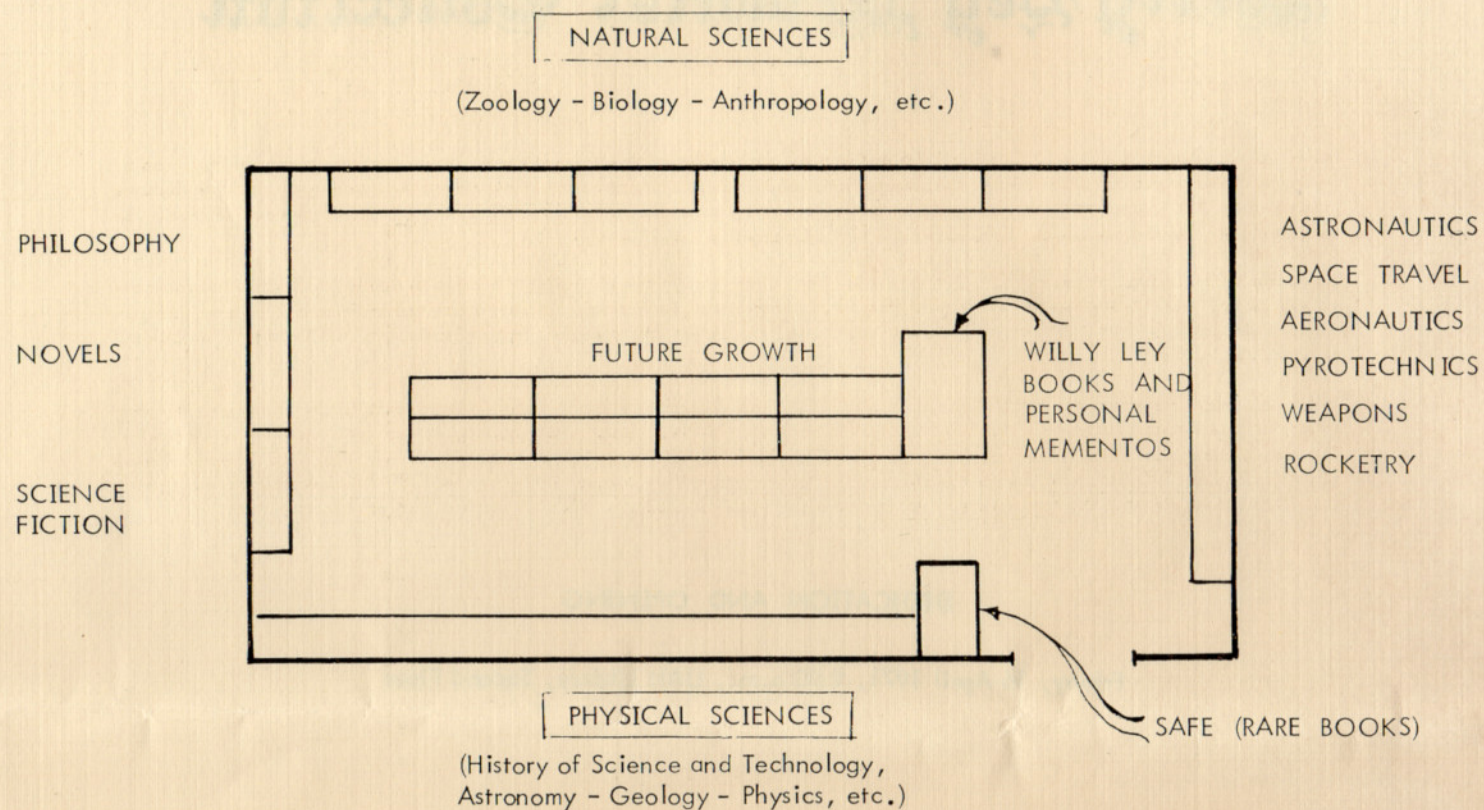 NATURAL SCIENCES
(Zoology - Biology - Anthropology, etc.)
PHILOSOPHY
NOVELS
SCIENCE
FICTION
FUTURE GROWTH
WILLY LEY
BOOKS AND
PERSONAL
MEMENTOS
ASTRONAUTICS
SPACE TRAVEL
AERONAUTICS
PYROTECHNICS
WEAPONS
ROCKETRY
PHYSICAL SCIENCES
(History of Science and Technology,
Astronomy - Geology - Physics, etc.)
SAFE (RARE BOOKS)